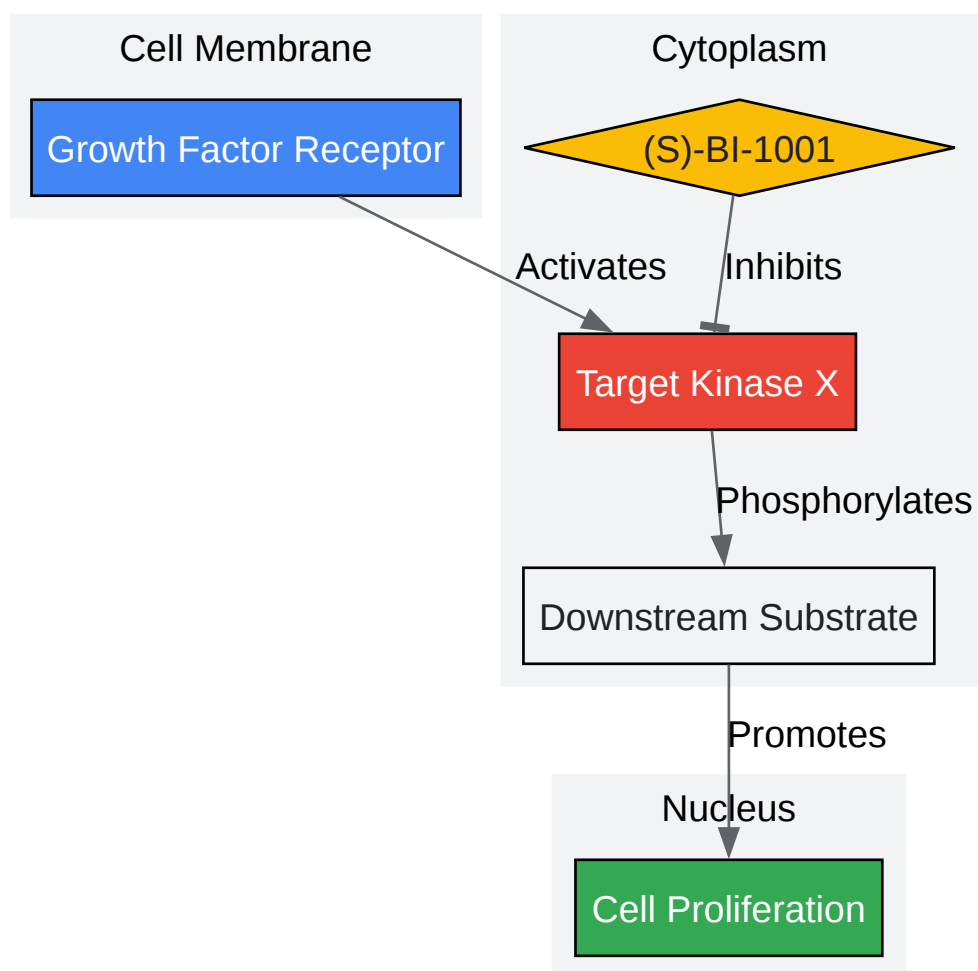 Cell Membrane
Cytoplasm
Growth Factor Receptor
(S)-BI-1001
Activates
Inhibits
Target Kinase X
Phosphorylates
Downstream Substrate
Promotes
Nucleus
Cell Proliferation